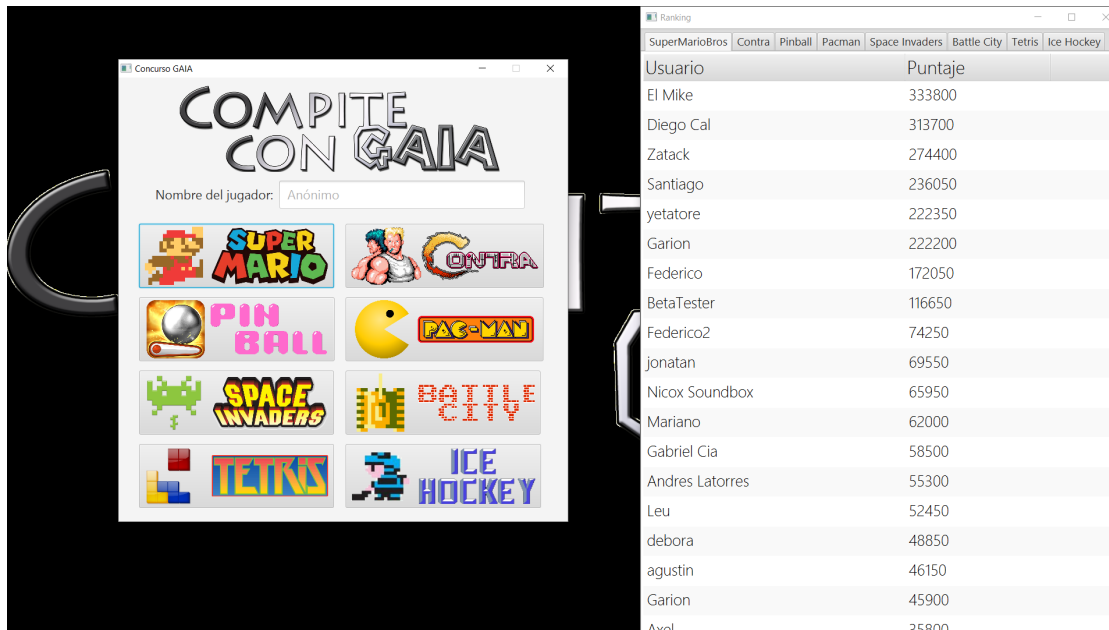 Concurso GAIA
COMPITE
CON GAIA
Nombre del jugador: Anónimo
SUPER MARIO
CONTRA
PIN BALL
PAC-MAN
SPACE INVADERS
BATTLE CITY
TETRIS
ICE HOCKEY
Ranking
SuperMarioBros Contra Pinball Pacman Space Invaders Battle City Tetris Ice Hockey
Usuario Puntaje
El Mike 333800
Diego Cal 313700
Zatack 274400
Santiago 236050
yetatore 222350
Garion 222200
Federico 172050
BetaTester 116650
Federico2 74250
jonatan 69550
Nicox Soundbox 65950
Mariano 62000
Gabriel Cia 58500
Andres Latorres 55300
Leu 52450
debora 48850
agustin 46150
Garion 45900
Axel 35800